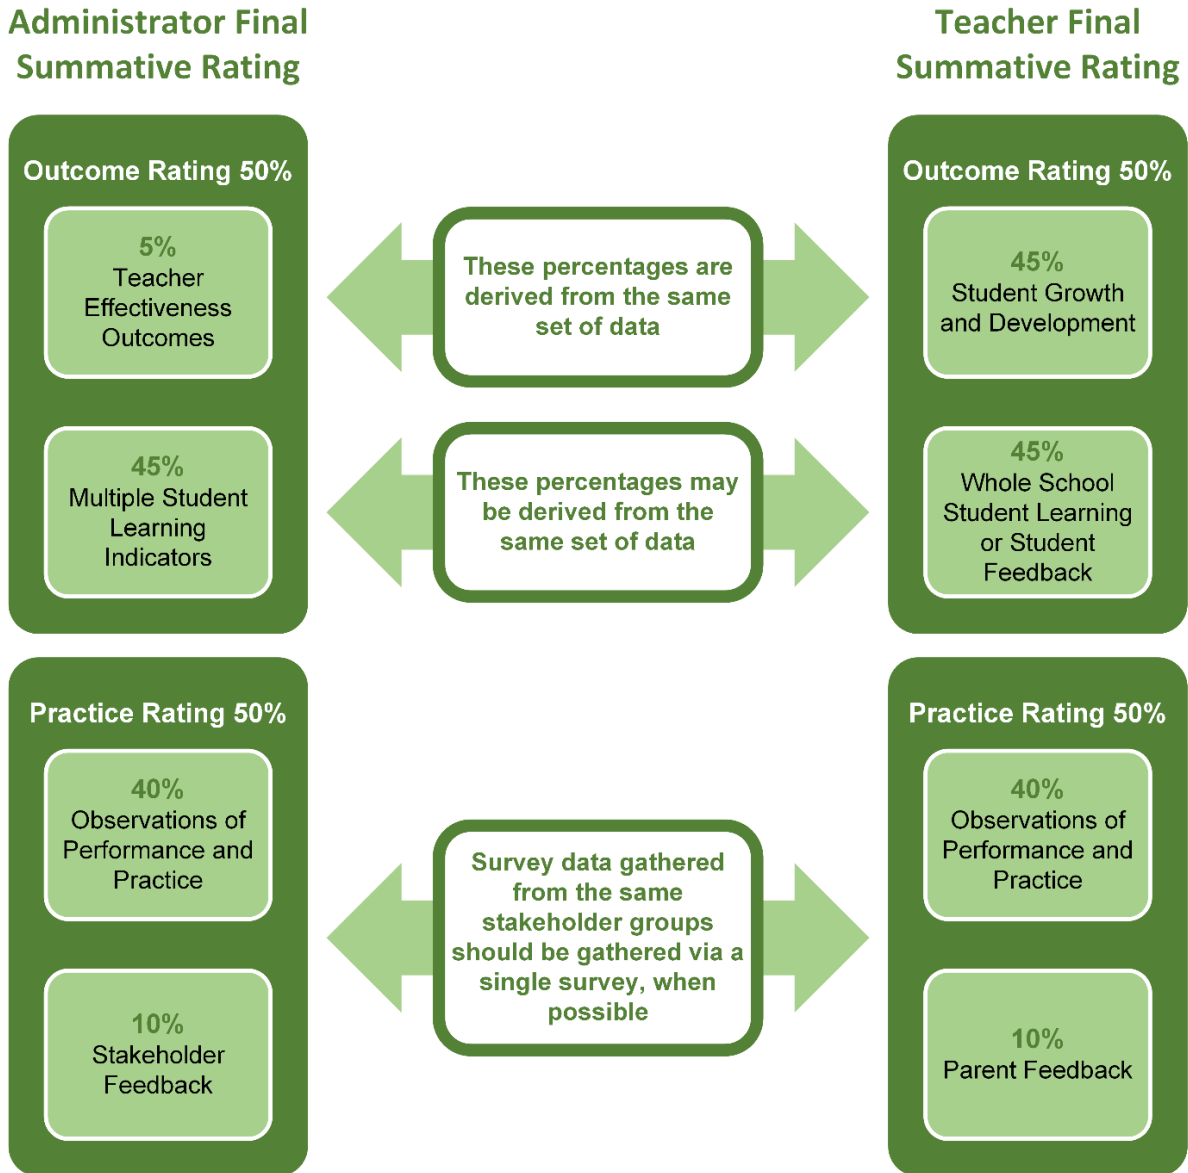 Administrator Final
Summative Rating
Teacher Final
Summative Rating
Outcome Rating 50%
5%
Teacher
Effectiveness
Outcomes
These percentages are
derived from the same
set of data
Outcome Rating 50%
45%
Student Growth
and Development
45%
Multiple Student
Learning
Indicators
These percentages may
be derived from the
same set of data
45%
Whole School
Student Learning
or Student
Feedback
Practice Rating 50%
40%
Observations of
Performance and
Practice
Practice Rating 50%
40%
Observations of
Performance and
Practice
Survey data gathered
from the same
stakeholder groups
should be gathered via a
single survey, when
possible
10%
Stakeholder
Feedback
10%
Parent Feedback